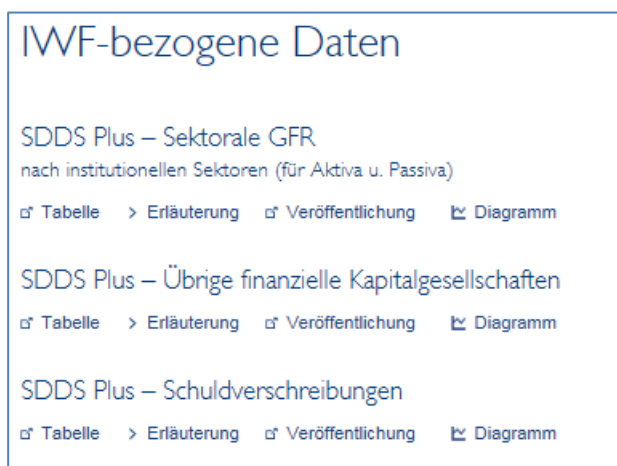 IWF-bezogene Daten
SDDS Plus – Sektorale GFR
nach institutionellen Sektoren (für Aktiva u. Passiva)
Tabelle > Erläuterung Veröffentlichung Diagramm
SDDS Plus – Übrige finanzielle Kapitalgesellschaften
Tabelle > Erläuterung Veröffentlichung Diagramm
SDDS Plus – Schuldverschreibungen
Tabelle > Erläuterung Veröffentlichung Diagramm